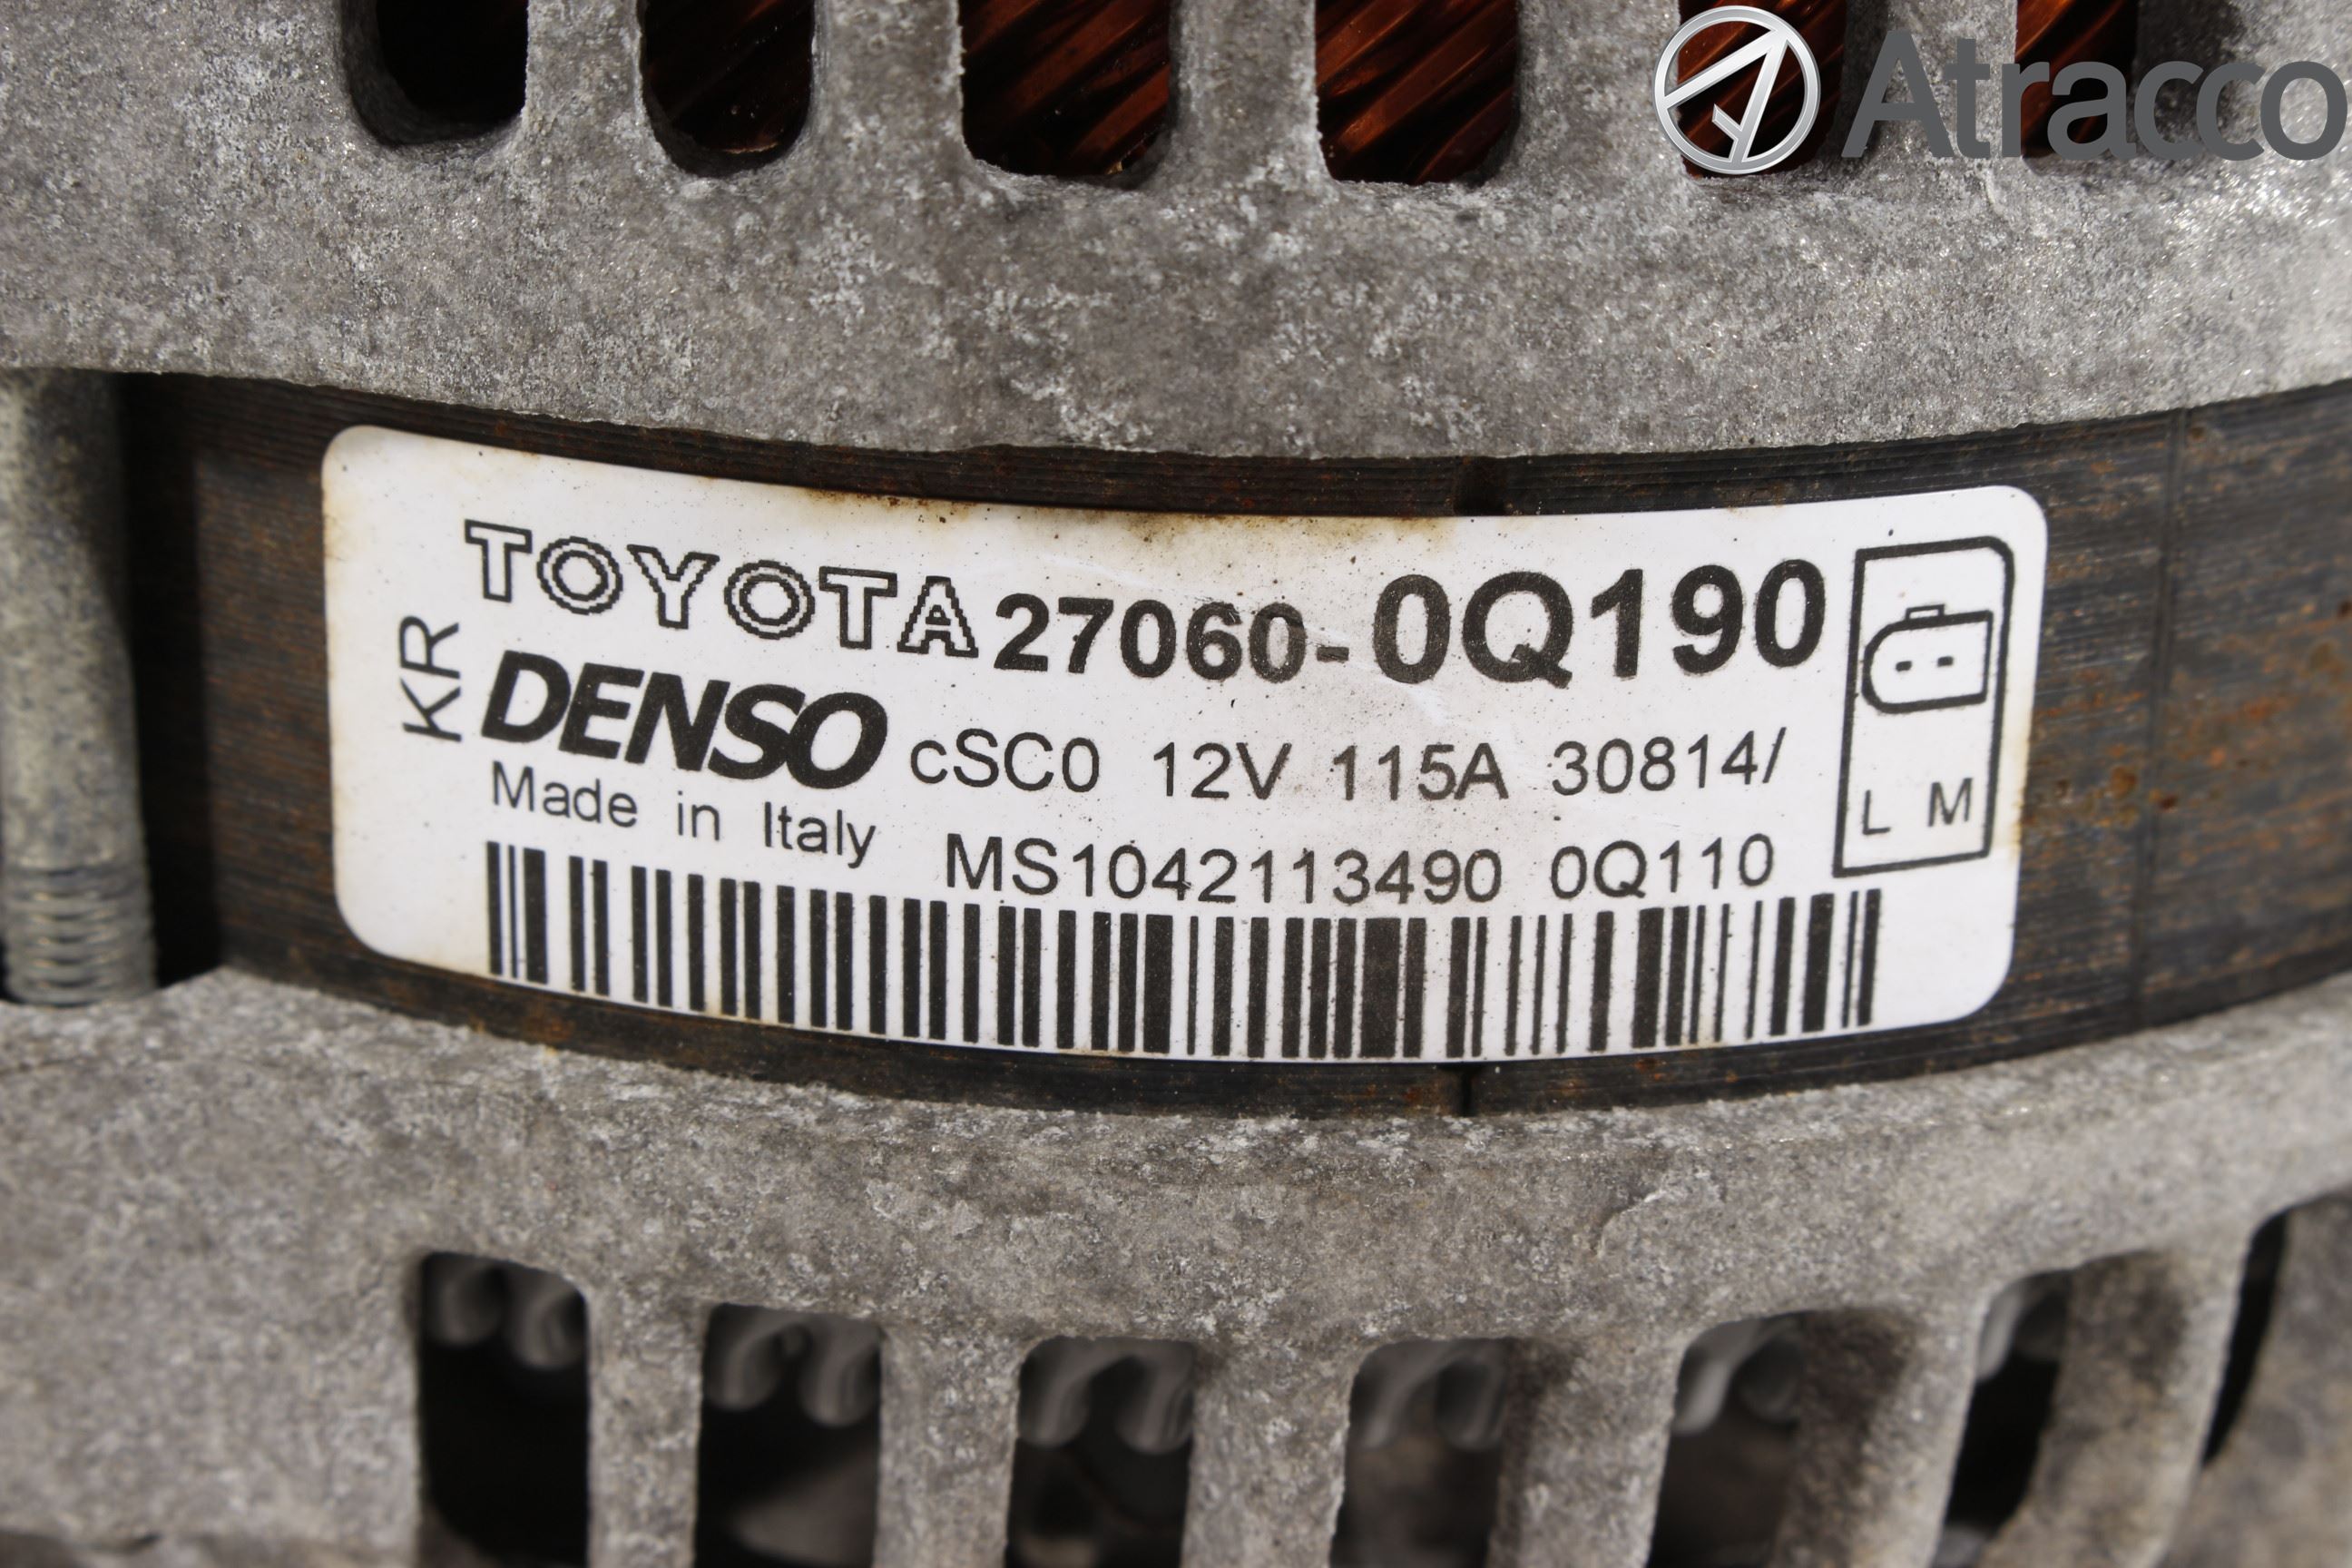 Atracco
TOYOTA 27060-0Q190
KR
DENSO cSC0 12V 115A 30814/
Made in Italy MS1042113490 0Q110
L M